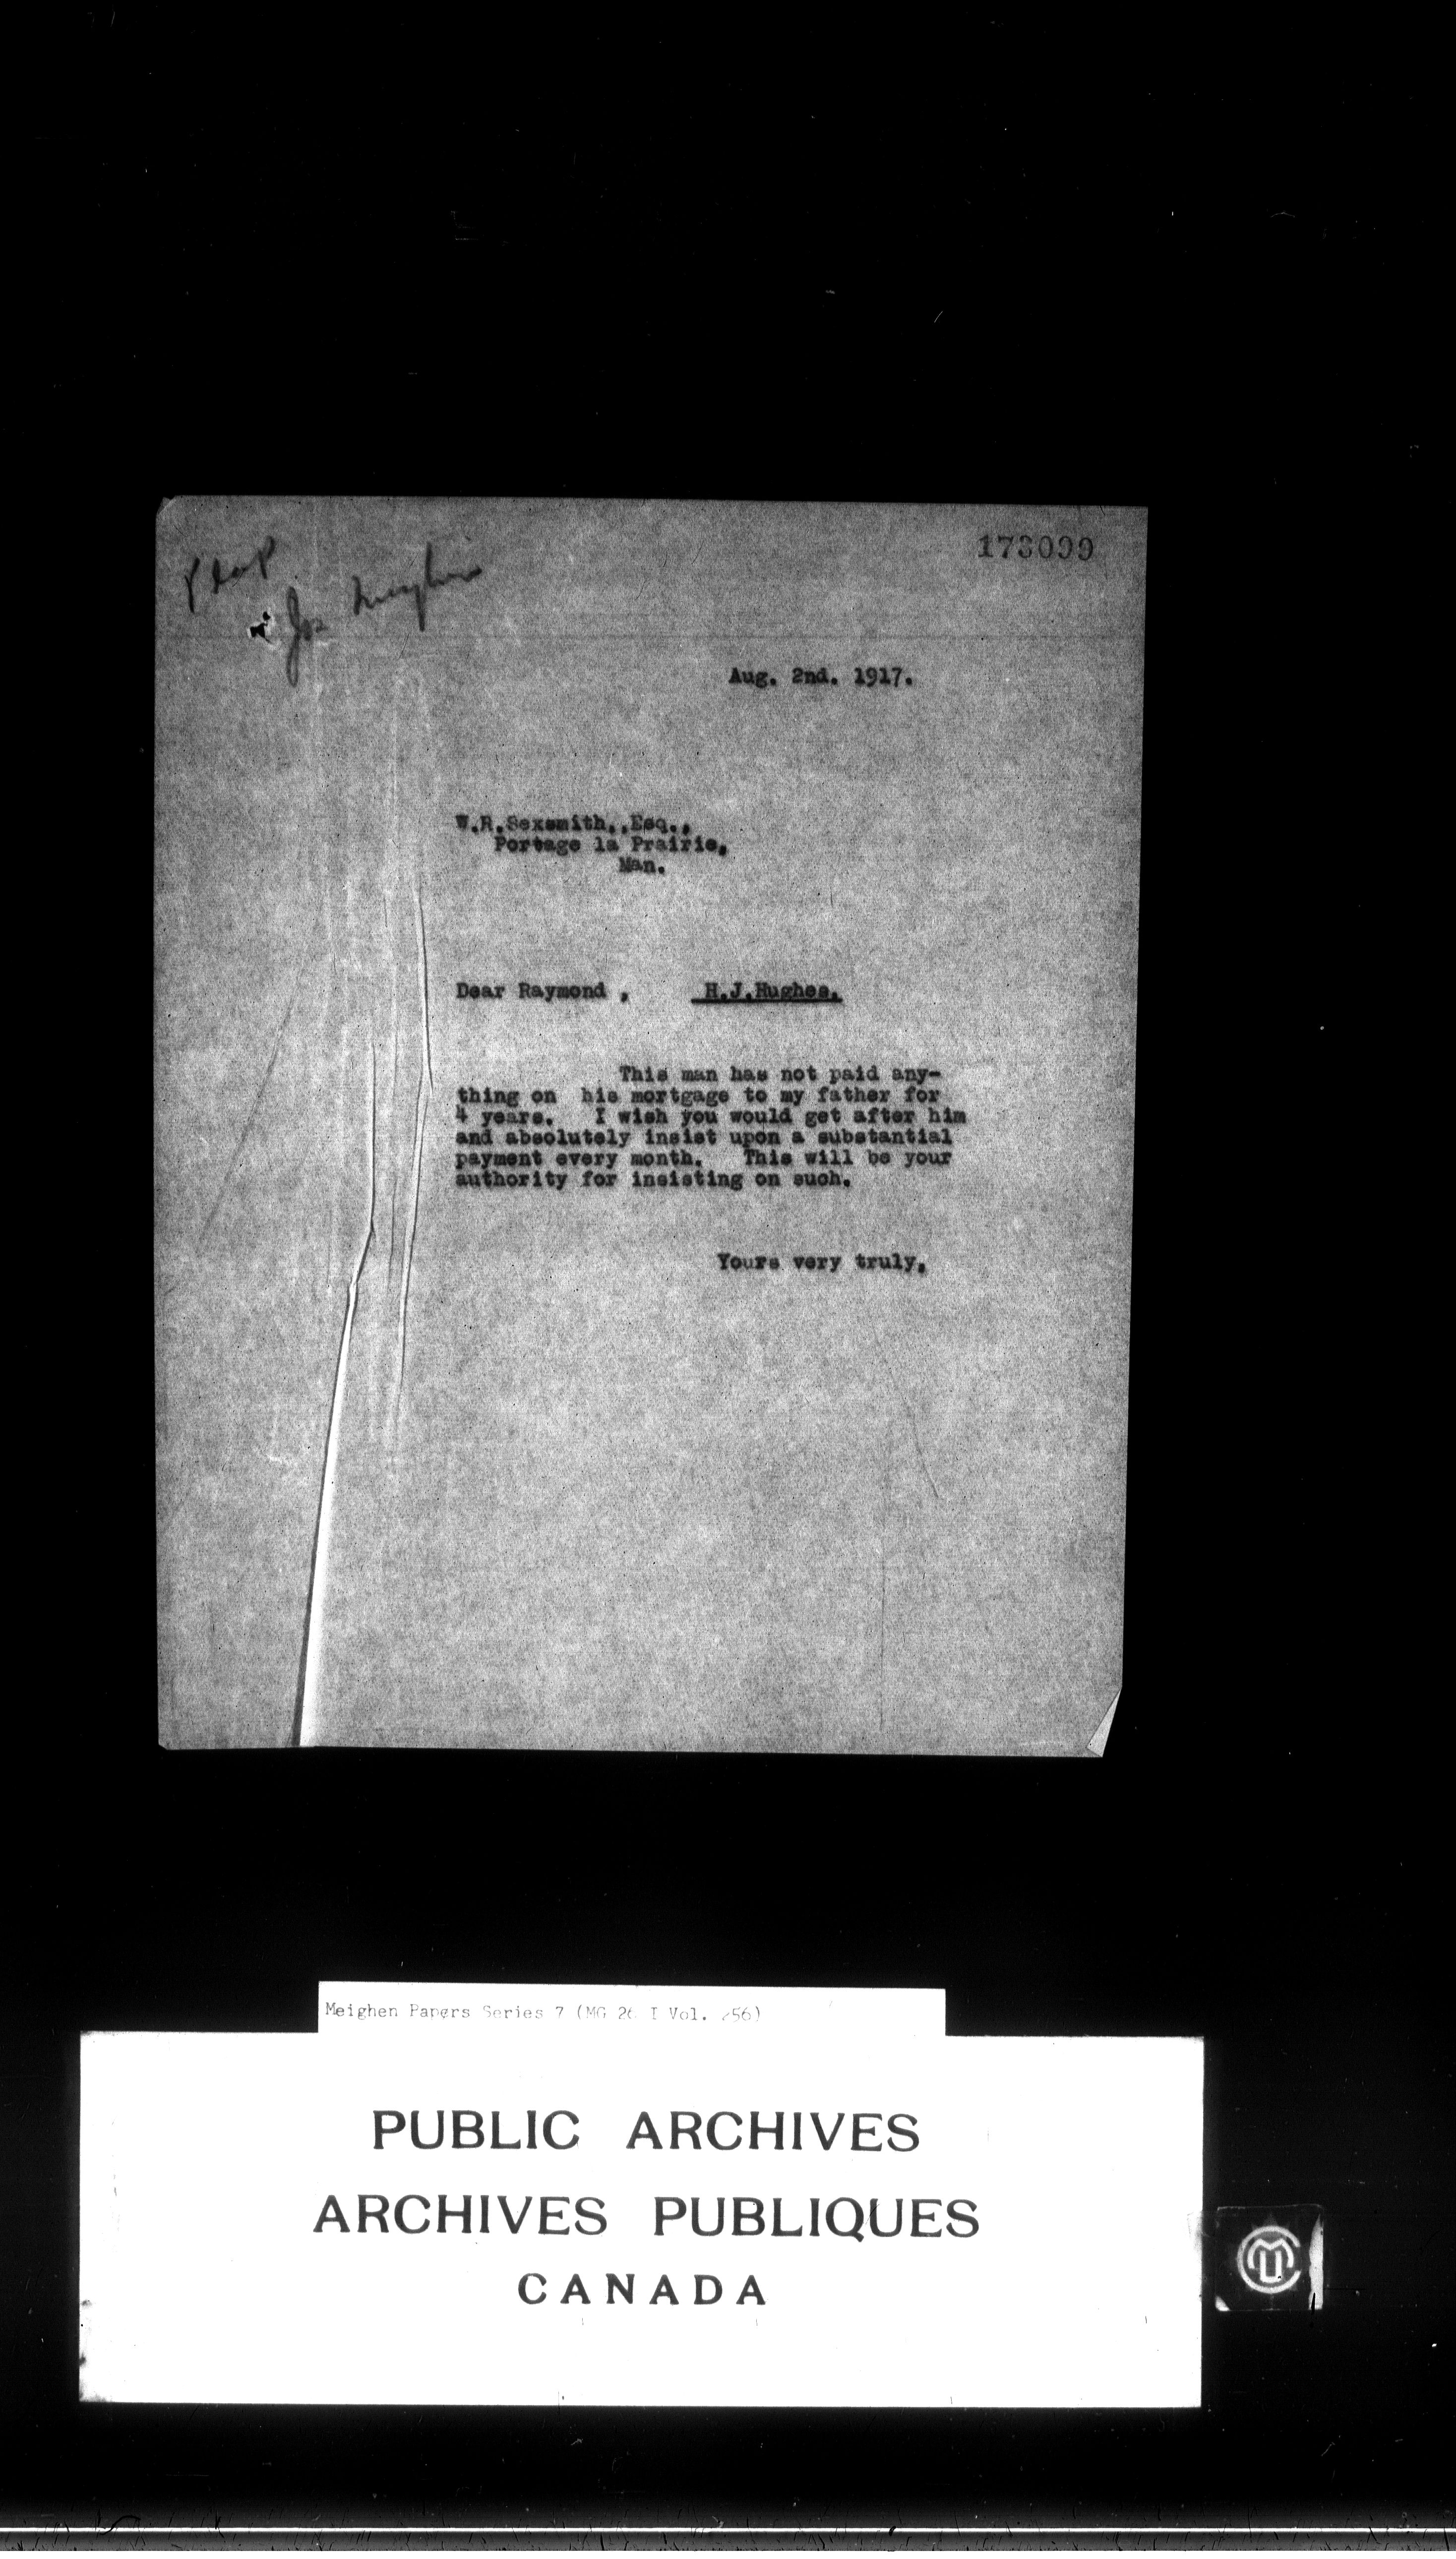 173099
P la P
Jos Meighen
Aug. 2nd. 1917.
W.R.Sexsmith,.Esq.,
Portage la Prairie,
Man.
Dear Raymond , H.J.Hughes.
This man has not paid any-
thing on his mortgage to my father for
4 years. I wish you would get after him
and absolutely insist upon a substantial
payment every month. This will be your
authority for insisting on such.
Yours very truly,
Meighen Papers Series 7 (MG 26 I Vol. 256)
PUBLIC ARCHIVES
ARCHIVES PUBLIQUES
CANADA